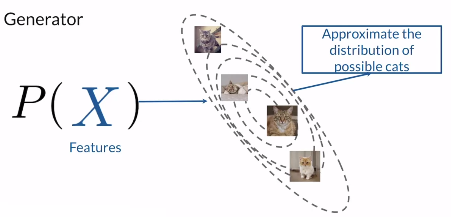 Generator
Approximate the
distribution of
possible cats
P( X )
Features